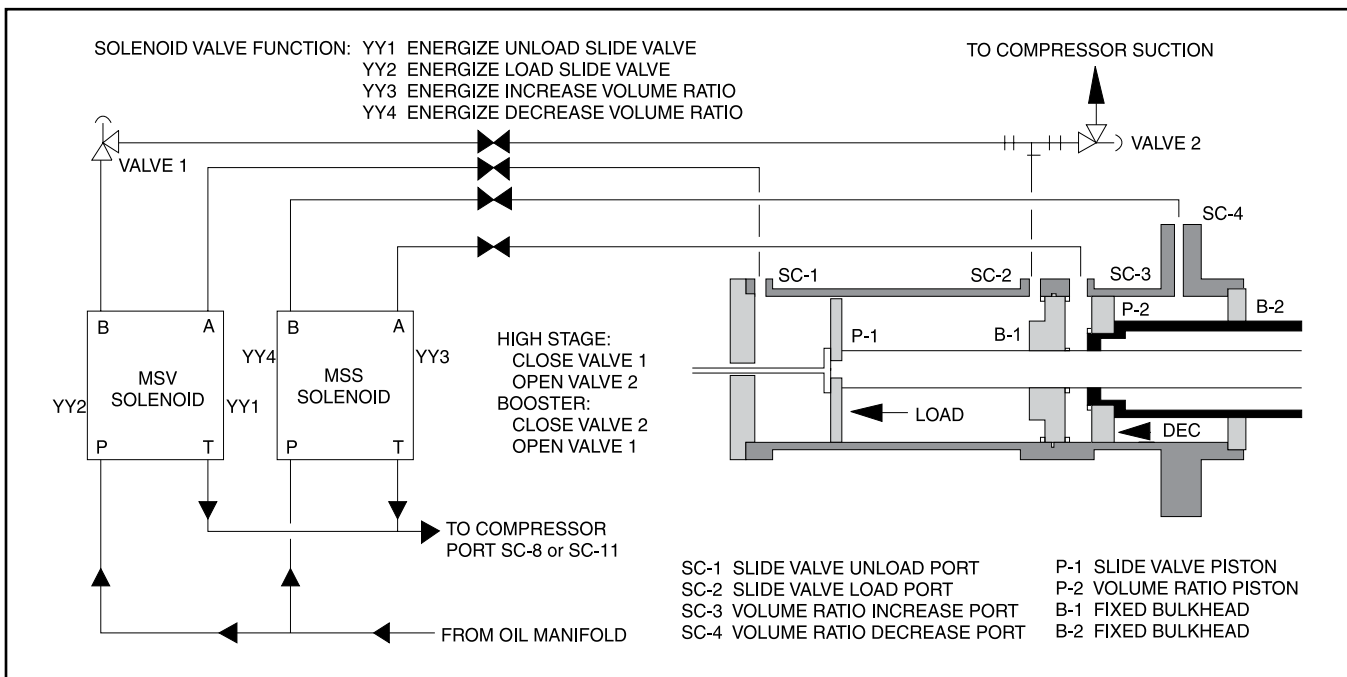 SOLENOID VALVE FUNCTION: YY1 ENERGIZE UNLOAD SLIDE VALVE
YY2 ENERGIZE LOAD SLIDE VALVE
YY3 ENERGIZE INCREASE VOLUME RATIO
YY4 ENERGIZE DECREASE VOLUME RATIO
TO COMPRESSOR SUCTION
VALVE 1
VALVE 2
SC-4
SC-1
SC-2
SC-3
P-2
B-2
P-1
B-1
B
A
B
A
YY4
YY3
MSV
SOLENOID
YY2
YY1
MSS
SOLENOID
P
T
P
T
HIGH STAGE:
CLOSE VALVE 1
OPEN VALVE 2
BOOSTER:
CLOSE VALVE 2
OPEN VALVE 1
LOAD
DEC
TO COMPRESSOR
PORT SC-8 or SC-11
FROM OIL MANIFOLD
SC-1 SLIDE VALVE UNLOAD PORT
SC-2 SLIDE VALVE LOAD PORT
SC-3 VOLUME RATIO INCREASE PORT
SC-4 VOLUME RATIO DECREASE PORT
P-1 SLIDE VALVE PISTON
P-2 VOLUME RATIO PISTON
B-1 FIXED BULKHEAD
B-2 FIXED BULKHEAD